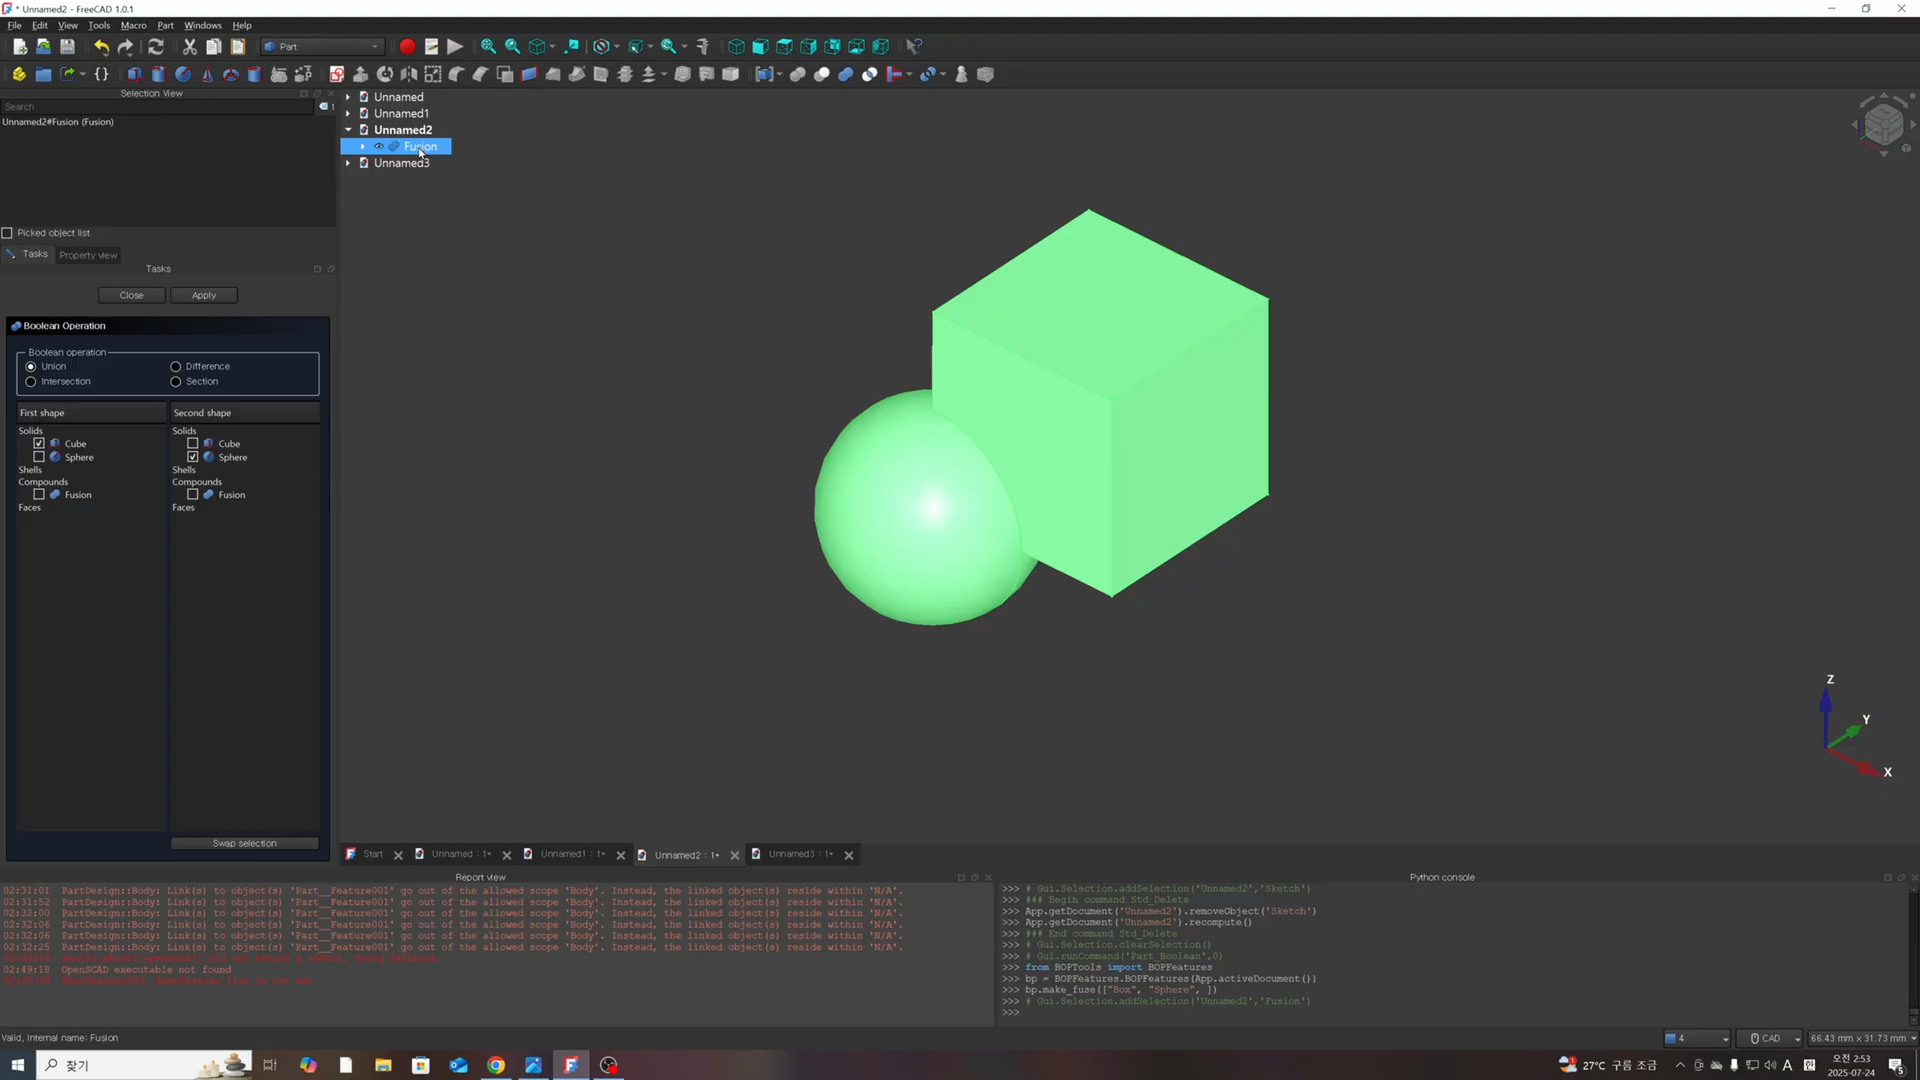 * Unnamed2 - FreeCAD 1.0.1
File Edit View Tools Macro Part Windows Help
Part
Selection View
Search
1
Unnamed2#Fusion (Fusion)
Picked object list
Tasks Property view
Tasks
Close Apply
Boolean Operation
Boolean operation
Union Difference
Intersection Section
First shape Second shape
Solids Solids
Cube Cube
Sphere Sphere
Shells Shells
Compounds Compounds
Fusion Fusion
Faces Faces
Swap selection
Unnamed
Unnamed1
Unnamed2
Fusion
Unnamed3
Z
Y
X
Start Unnamed : 1* Unnamed1 : 1* Unnamed2 : 1* Unnamed3 : 1*
Report view
02:31:01 PartDesign::Body: Link(s) to object(s) 'Part__Feature001' go out of the allowed scope 'Body'. Instead, the linked object(s) reside within 'N/A'.
02:31:52 PartDesign::Body: Link(s) to object(s) 'Part__Feature001' go out of the allowed scope 'Body'. Instead, the linked object(s) reside within 'N/A'.
02:32:00 PartDesign::Body: Link(s) to object(s) 'Part__Feature001' go out of the allowed scope 'Body'. Instead, the linked object(s) reside within 'N/A'.
02:32:06 PartDesign::Body: Link(s) to object(s) 'Part__Feature001' go out of the allowed scope 'Body'. Instead, the linked object(s) reside within 'N/A'.
02:32:06 PartDesign::Body: Link(s) to object(s) 'Part__Feature001' go out of the allowed scope 'Body'. Instead, the linked object(s) reside within 'N/A'.
02:32:25 PartDesign::Body: Link(s) to object(s) 'Part__Feature001' go out of the allowed scope 'Body'. Instead, the linked object(s) reside within 'N/A'.
02:49:18 OpenSCAD executable not found
Python console
>>> # Gui.Selection.addSelection('Unnamed2','Sketch')
>>> ### Begin command Std_Delete
>>> App.getDocument('Unnamed2').removeObject('Sketch')
>>> App.getDocument('Unnamed2').recompute()
>>> ### End command Std_Delete
>>> # Gui.Selection.clearSelection()
>>> # Gui.runCommand('Part_Boolean',0)
>>> from BOPTools import BOPFeatures
>>> bp = BOPFeatures.BOPFeatures(App.activeDocument())
>>> bp.make_fuse(["Box", "Sphere", ])
>>> # Gui.Selection.addSelection('Unnamed2','Fusion')
>>>
Valid, Internal name: Fusion
4 CAD 66.43 mm × 31.73 mm
찾기
27°C 구름 조금
A
오전 2:53
2025-07-24
5